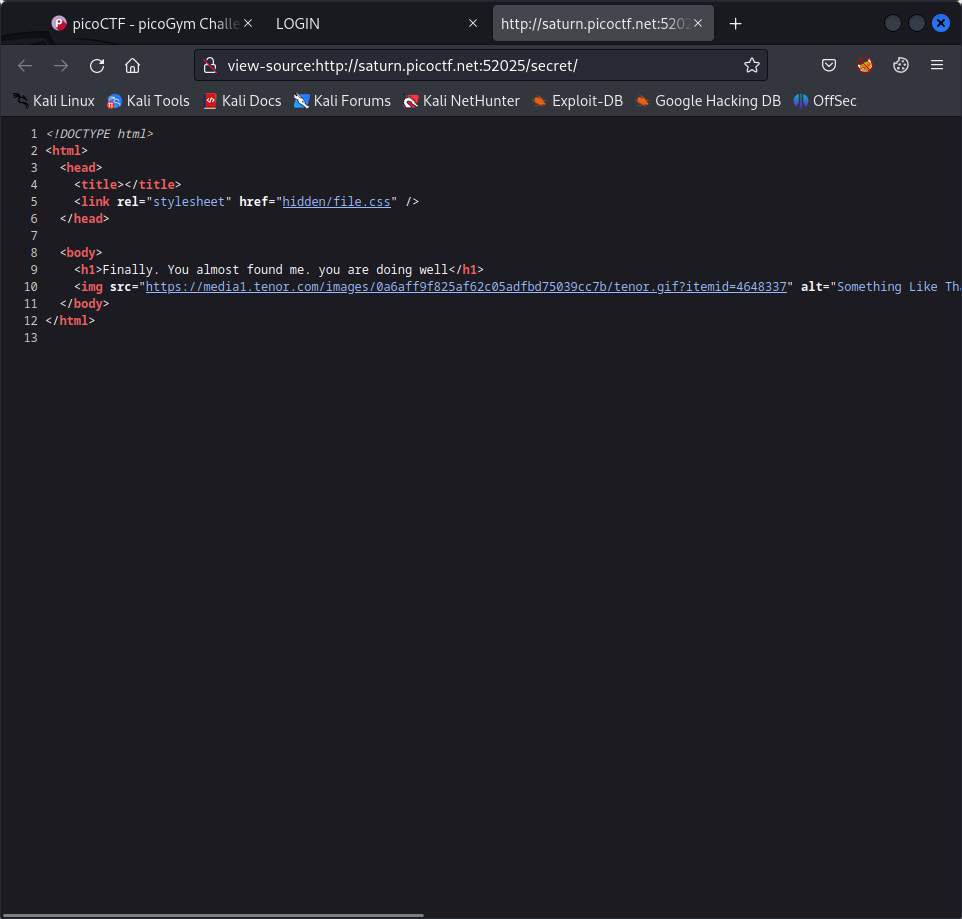 picoCTF - picoGym Challe
LOGIN
http://saturn.picoctf.net:5202
view-source:http://saturn.picoctf.net:52025/secret/
Kali Linux Kali Tools Kali Docs Kali Forums Kali NetHunter Exploit-DB Google Hacking DB OffSec
1 <!DOCTYPE html>
2 <html>
3 <head>
4 <title></title>
5 <link rel="stylesheet" href="hidden/file.css" />
6 </head>
7
8 <body>
9 <h1>Finally. You almost found me. you are doing well</h1>
10 <img src="https://media1.tenor.com/images/0a6aff9f825af62c05adfbd75039cc7b/tenor.gif?itemid=4648337" alt="Something Like Tha
11 </body>
12 </html>
13